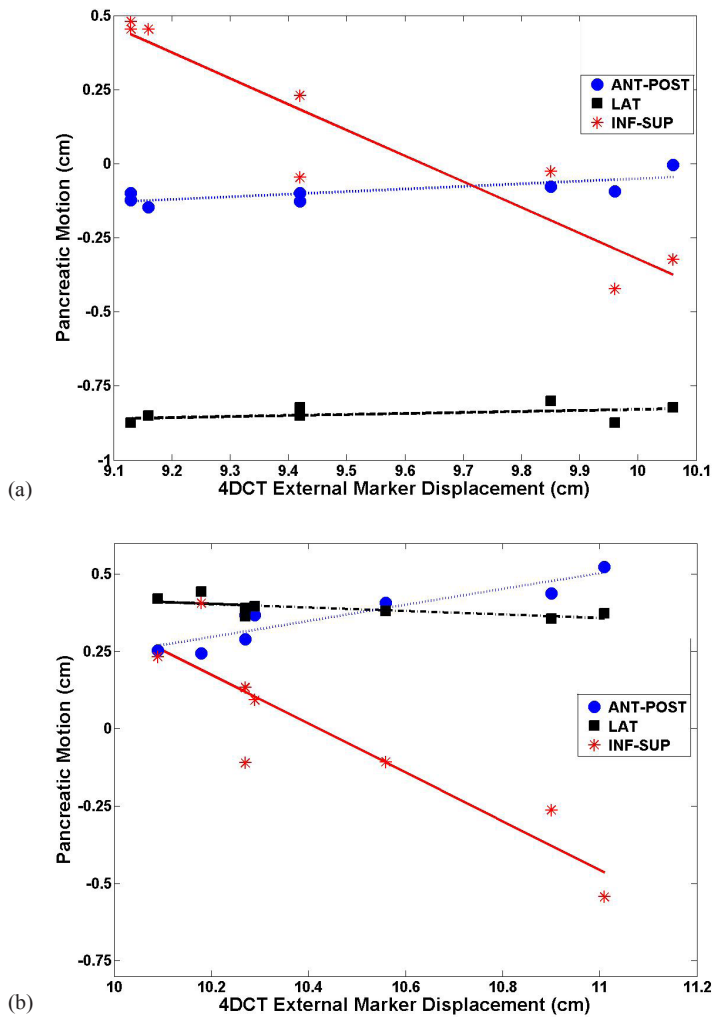 0.5
0.25
0
-0.25
-0.5
-0.75
-1
Pancreatic Motion (cm)
ANT-POST
LAT
INF-SUP
9.1 9.2 9.3 9.4 9.5 9.6 9.7 9.8 9.9 10 10.1
4DCT External Marker Displacement (cm)
(a)
0.5
0.25
0
-0.25
-0.5
-0.75
Pancreatic Motion (cm)
ANT-POST
LAT
INF-SUP
10 10.2 10.4 10.6 10.8 11 11.2
4DCT External Marker Displacement (cm)
(b)